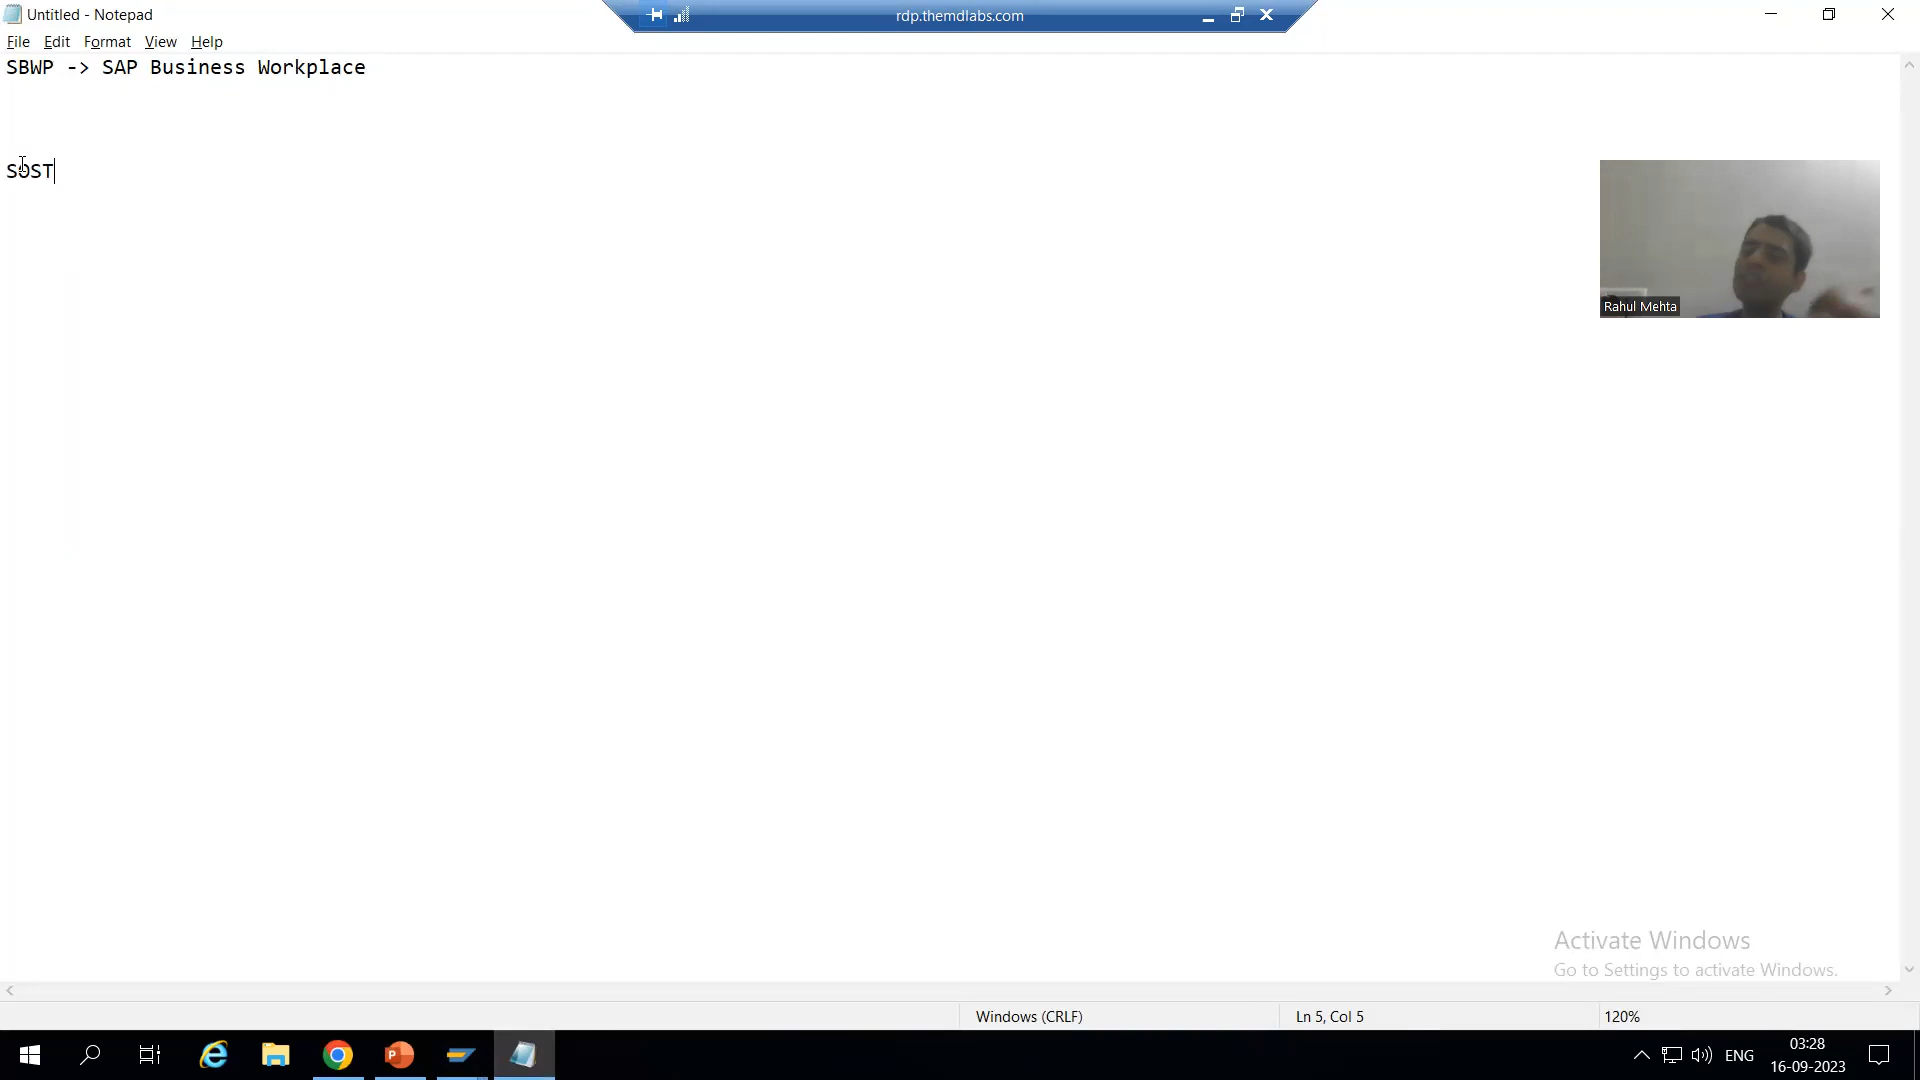 Untitled - Notepad
rdp.themdlabs.com
File Edit Format View Help
SBWP -> SAP Business Workplace
SOST
Rahul Mehta
Activate Windows
Go to Settings to activate Windows.
Windows (CRLF)
Ln 5, Col 5
120%
ENG
03:28
16-09-2023